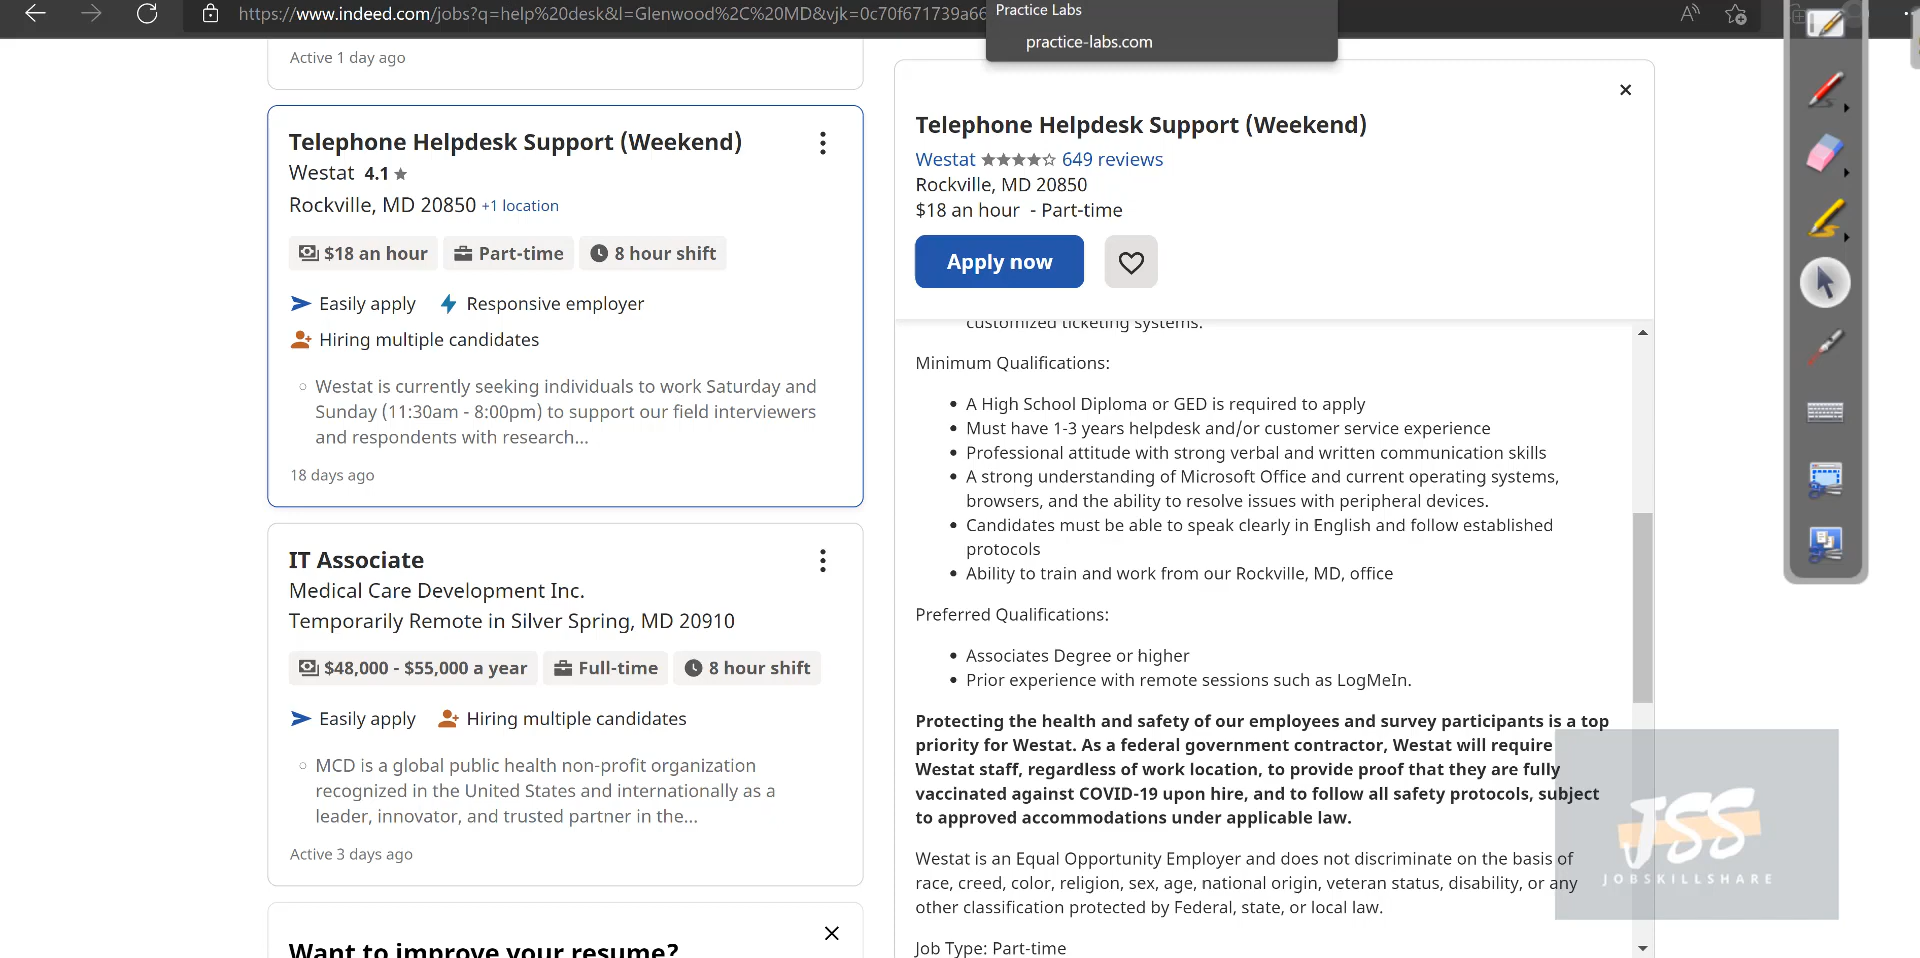 https://www.indeed.com/jobs?q=help%20desk&l=Glenwood%2C%20MD&vjk=0c70f671739a66
Practice Labs
practice-labs.com
Active 1 day ago
Telephone Helpdesk Support (Weekend)
Westat 4.1
Rockville, MD 20850 +1 location
$18 an hour
Part-time
8 hour shift
Easily apply
Responsive employer
Hiring multiple candidates
Westat is currently seeking individuals to work Saturday and
Sunday (11:30am - 8:00pm) to support our field interviewers
and respondents with research...
18 days ago
IT Associate
Medical Care Development Inc.
Temporarily Remote in Silver Spring, MD 20910
$48,000 - $55,000 a year
Full-time
8 hour shift
Easily apply
Hiring multiple candidates
MCD is a global public health non-profit organization
recognized in the United States and internationally as a
leader, innovator, and trusted partner in the...
Active 3 days ago
Want to improve your resume?
Telephone Helpdesk Support (Weekend)
Westat 649 reviews
Rockville, MD 20850
$18 an hour - Part-time
Apply now
customized ticketing systems.
Minimum Qualifications:
A High School Diploma or GED is required to apply
Must have 1-3 years helpdesk and/or customer service experience
Professional attitude with strong verbal and written communication skills
A strong understanding of Microsoft Office and current operating systems,
browsers, and the ability to resolve issues with peripheral devices.
Candidates must be able to speak clearly in English and follow established
protocols
Ability to train and work from our Rockville, MD, office
Preferred Qualifications:
Associates Degree or higher
Prior experience with remote sessions such as LogMeIn.
Protecting the health and safety of our employees and survey participants is a top
priority for Westat. As a federal government contractor, Westat will require
Westat staff, regardless of work location, to provide proof that they are fully
vaccinated against COVID-19 upon hire, and to follow all safety protocols, subject
to approved accommodations under applicable law.
Westat is an Equal Opportunity Employer and does not discriminate on the basis of
race, creed, color, religion, sex, age, national origin, veteran status, disability, or any
other classification protected by Federal, state, or local law.
Job Type: Part-time
JSS
JOBSKILLSHARE